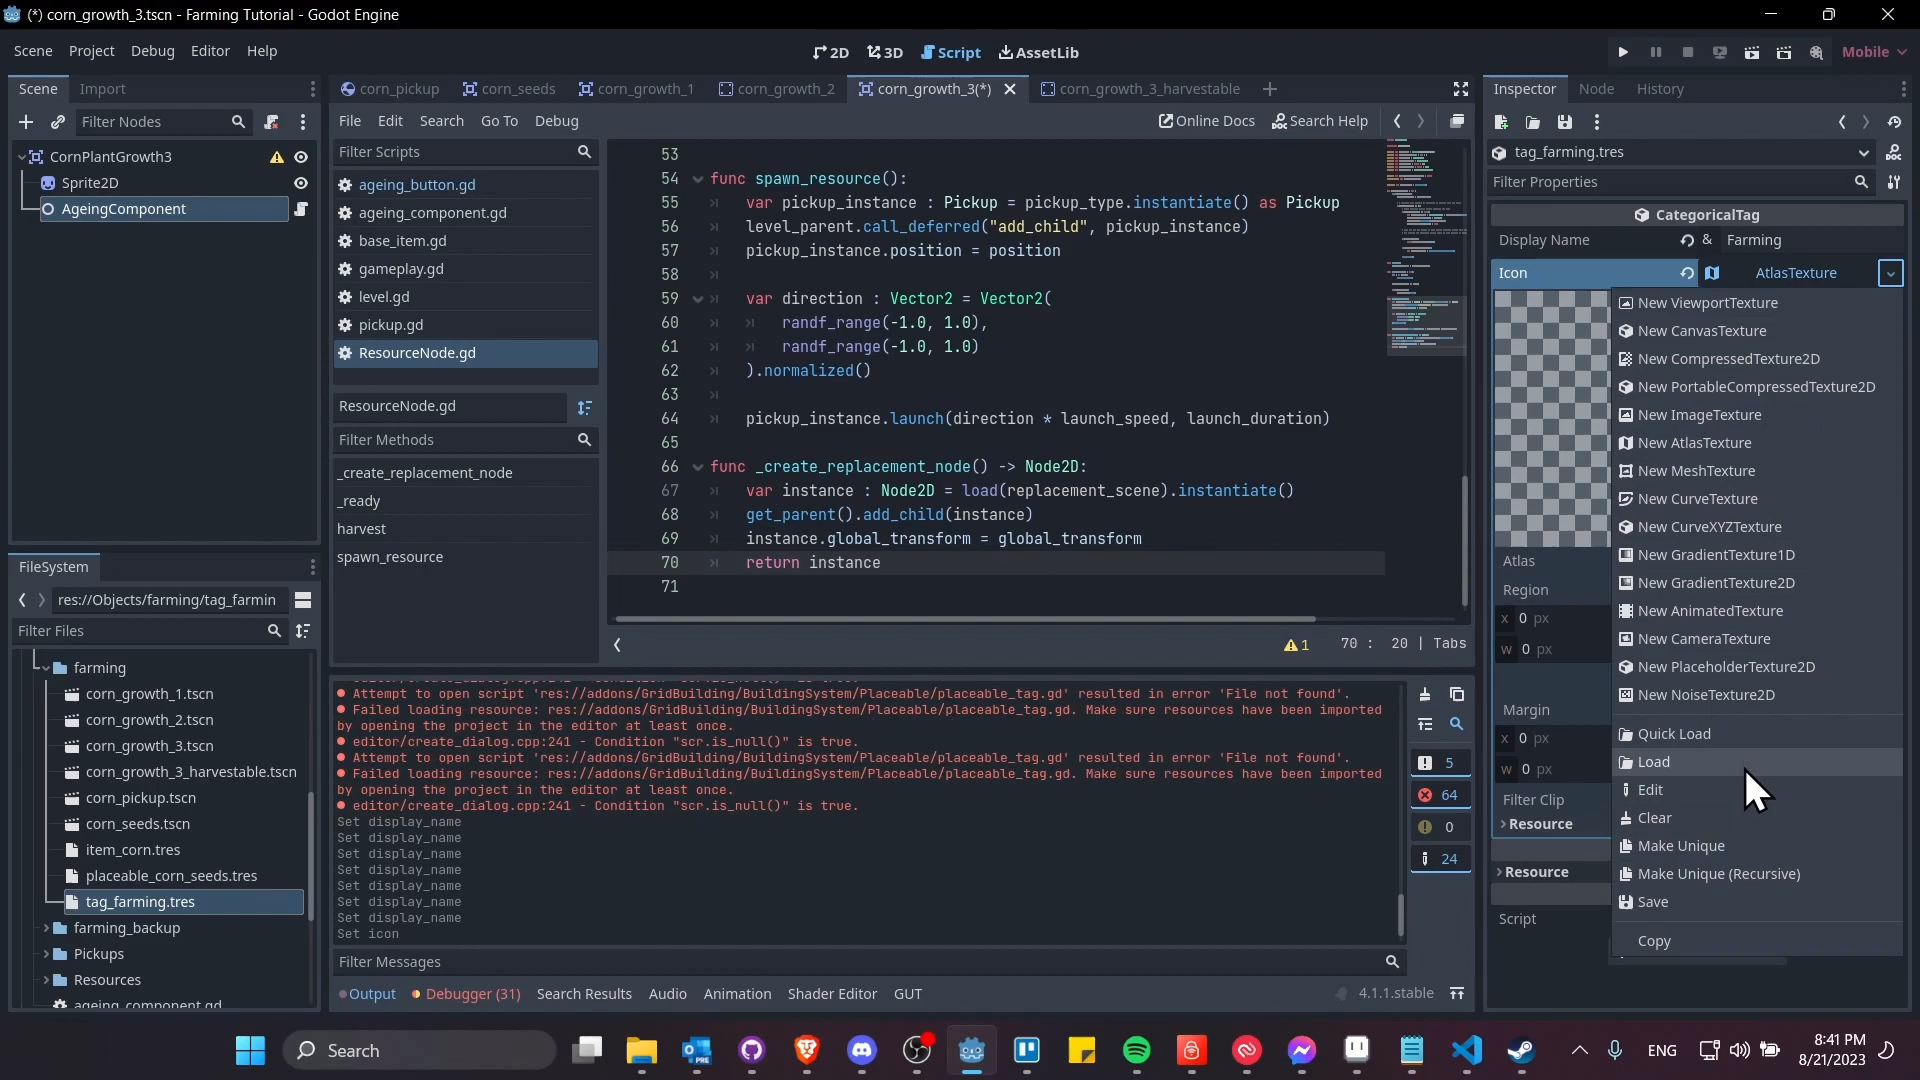 (*) corn_growth_3.tscn - Farming Tutorial - Godot Engine
Scene Project Debug Editor Help
2D 3D Script AssetLib
Mobile
Scene Import
Filter Nodes
CornPlantGrowth3
Sprite2D
AgeingComponent
FileSystem
res://Objects/farming/tag_farmin
Filter Files
farming
corn_growth_1.tscn
corn_growth_2.tscn
corn_growth_3.tscn
corn_growth_3_harvestable.tscn
corn_pickup.tscn
corn_seeds.tscn
item_corn.tres
placeable_corn_seeds.tres
tag_farming.tres
farming_backup
Pickups
Resources
ageing_component.gd
corn_pickup corn_seeds corn_growth_1 corn_growth_2 corn_growth_3(*) corn_growth_3_harvestable
File Edit Search Go To Debug
Online Docs Search Help
Filter Scripts
ageing_button.gd
ageing_component.gd
base_item.gd
gameplay.gd
level.gd
pickup.gd
ResourceNode.gd
ResourceNode.gd
Filter Methods
_create_replacement_node
_ready
harvest
spawn_resource
53
54 func spawn_resource():
55 var pickup_instance : Pickup = pickup_type.instantiate() as Pickup
56 level_parent.call_deferred("add_child", pickup_instance)
57 pickup_instance.position = position
58
59 var direction : Vector2 = Vector2(
60 randf_range(-1.0, 1.0),
61 randf_range(-1.0, 1.0)
62 ).normalized()
63
64 pickup_instance.launch(direction * launch_speed, launch_duration)
65
66 func _create_replacement_node() -> Node2D:
67 var instance : Node2D = load(replacement_scene).instantiate()
68 get_parent().add_child(instance)
69 instance.global_transform = global_transform
70 return instance
71
1 70 : 20 | Tabs
Attempt to open script 'res://addons/GridBuilding/BuildingSystem/Placeable/placeable_tag.gd' resulted in error 'File not found'.
Failed loading resource: res://addons/GridBuilding/BuildingSystem/Placeable/placeable_tag.gd. Make sure resources have been imported
by opening the project in the editor at least once.
editor/create_dialog.cpp:241 - Condition "scr.is_null()" is true.
Attempt to open script 'res://addons/GridBuilding/BuildingSystem/Placeable/placeable_tag.gd' resulted in error 'File not found'.
Failed loading resource: res://addons/GridBuilding/BuildingSystem/Placeable/placeable_tag.gd. Make sure resources have been imported
by opening the project in the editor at least once.
editor/create_dialog.cpp:241 - Condition "scr.is_null()" is true.
Set display_name
Set display_name
Set display_name
Set display_name
Set display_name
Set display_name
Set display_name
Set icon
5
64
0
24
Filter Messages
Output Debugger (31) Search Results Audio Animation Shader Editor GUT
4.1.1.stable
Inspector Node History
tag_farming.tres
Filter Properties
CategoricalTag
Display Name & Farming
Icon AtlasTexture
Atlas
Region
x 0 px
w 0 px
Margin
x 0 px
w 0 px
Filter Clip
Resource
Resource
Script
New ViewportTexture
New CanvasTexture
New CompressedTexture2D
New PortableCompressedTexture2D
New ImageTexture
New AtlasTexture
New MeshTexture
New CurveTexture
New CurveXYZTexture
New GradientTexture1D
New GradientTexture2D
New AnimatedTexture
New CameraTexture
New PlaceholderTexture2D
New NoiseTexture2D
Quick Load
Load
Edit
Clear
Make Unique
Make Unique (Recursive)
Save
Copy
Search
PRE
ENG
8:41 PM
8/21/2023